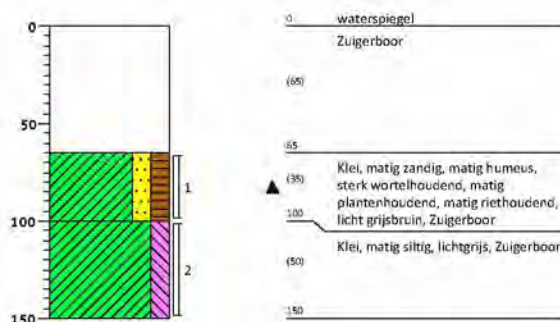 0
50
100
150
1
2
0 waterspiegel
Zuigerboor
(65)
65
Klei, matig zandig, matig humeus,
(35)
sterk wortelhoudend, matig
plantenhoudend, matig riethoudend,
100
licht grijsbruin, Zuigerboor
Klei, matig siltig, lichtgrijs, Zuigerboor
(50)
150